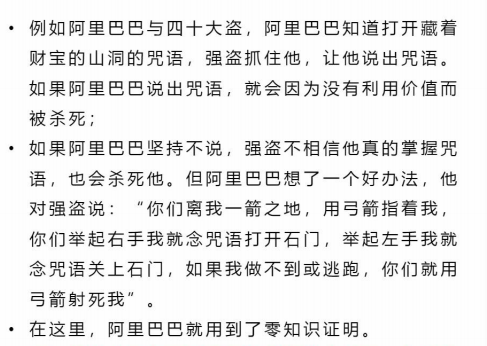 • 例如阿里巴巴与四十大盗，阿里巴巴知道打开藏着
财宝的山洞的咒语，强盗抓住他，让他说出咒语。
如果阿里巴巴说出咒语，就会因为没有利用价值而
被杀死；
• 如果阿里巴巴坚持不说，强盗不相信他真的掌握咒
语，也会杀死他。但阿里巴巴想了一个好办法，他
对强盗说：“你们离我一箭之地，用弓箭指着我，
你们举起右手我就念咒语打开石门，举起左手我就
念咒语关上石门，如果我做不到或逃跑，你们就用
弓箭射死我”。
• 在这里，阿里巴巴就用到了零知识证明。